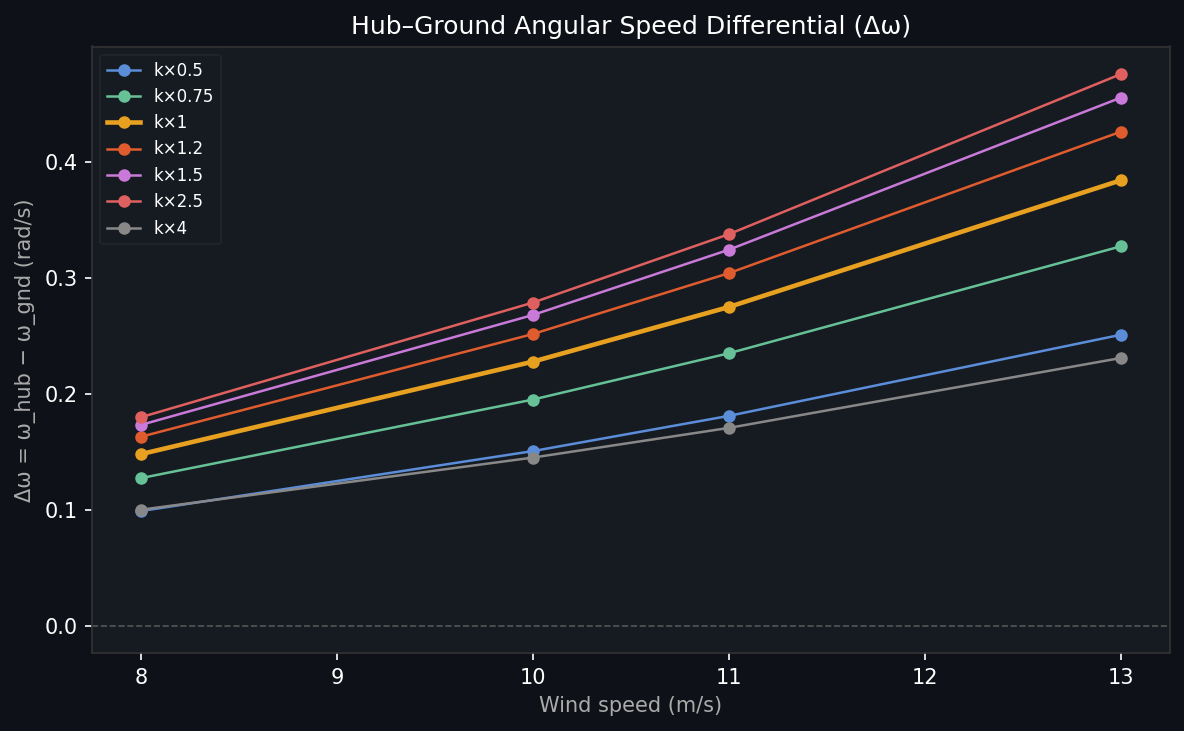 Hub–Ground Angular Speed Differential (Δω)
k×0.5
k×0.75
k×1
k×1.2
k×1.5
k×2.5
k×4
Δω = ω_hub − ω_gnd (rad/s)
0.4
0.3
0.2
0.1
0.0
8
9
10
11
12
13
Wind speed (m/s)